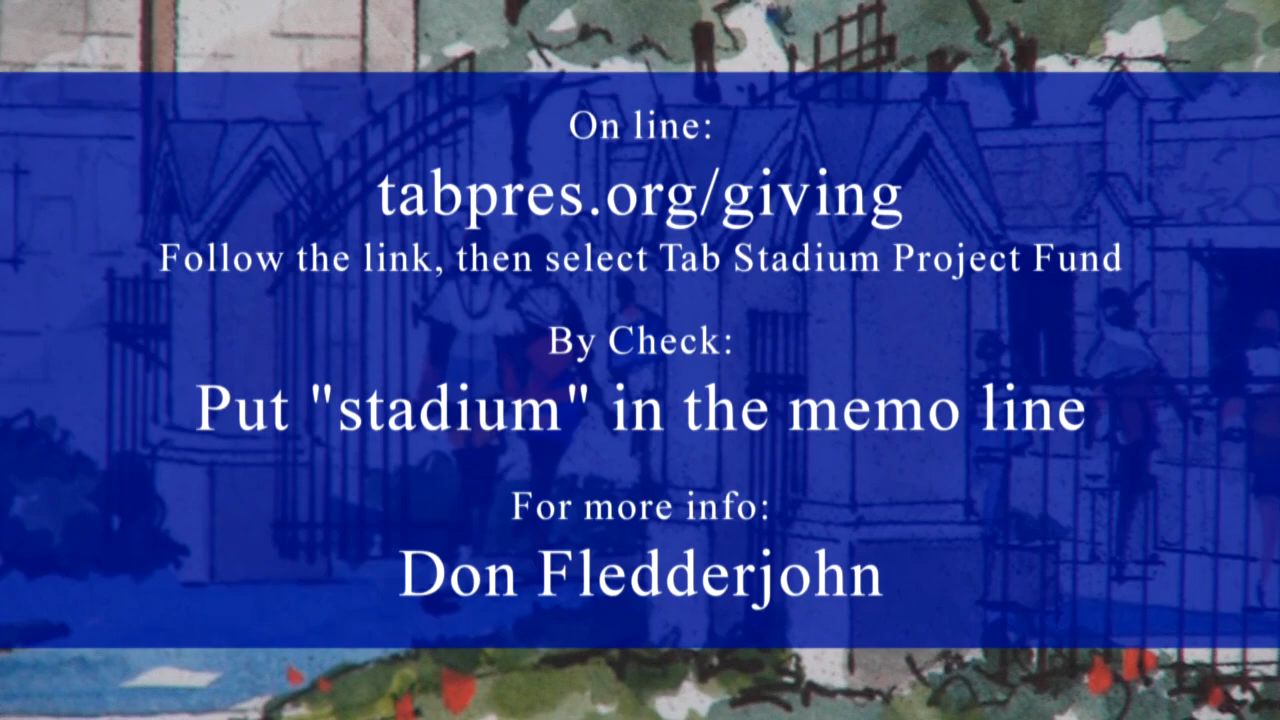 On line:
tabpres.org/giving
Follow the link, then select Tab Stadium Project Fund
By Check:
Put "stadium" in the memo line
For more info:
Don Fledderjohn